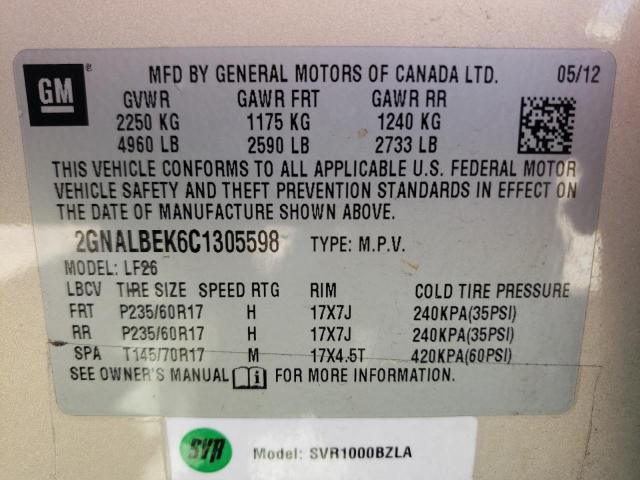 GM ®
MFD BY GENERAL MOTORS OF CANADA LTD. 05/12
GVWR GAWR FRT GAWR RR
2250 KG 1175 KG 1240 KG
4960 LB 2590 LB 2733 LB
THIS VEHICLE CONFORMS TO ALL APPLICABLE U.S. FEDERAL MOTOR
VEHICLE SAFETY AND THEFT PREVENTION STANDARDS IN EFFECT ON
THE DATE OF MANUFACTURE SHOWN ABOVE.
2GNALBEK6C1305598 TYPE: M.P.V.
MODEL: LF26
LBCV TIRE SIZE SPEED RTG RIM COLD TIRE PRESSURE
FRT P235/60R17 H 17X7J 240KPA(35PSI)
RR P235/60R17 H 17X7J 240KPA(35PSI)
SPA T145/70R17 M 17X4.5T 420KPA(60PSI)
SEE OWNER'S MANUAL FOR MORE INFORMATION.
SVR Model: SVR1000BZLA